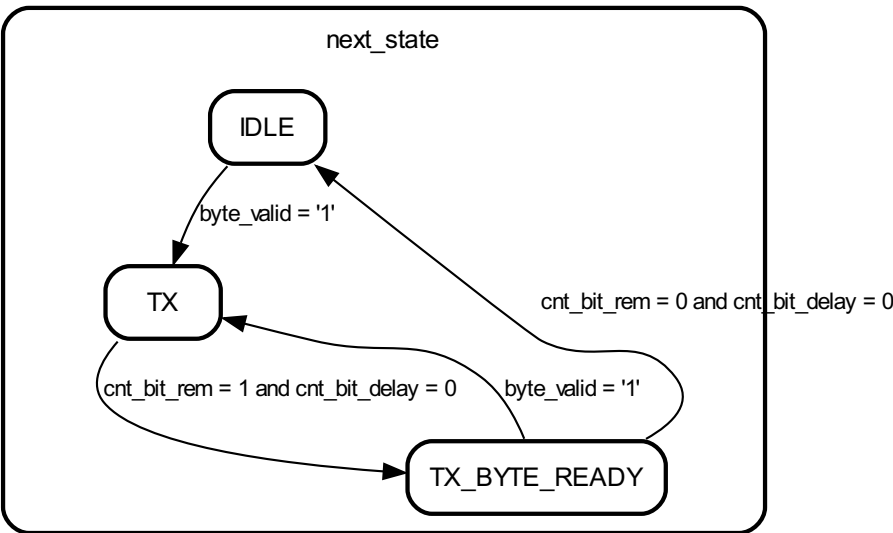 next_state
IDLE
byte_valid = '1'
TX
cnt_bit_rem = 0 and cnt_bit_delay = 0
cnt_bit_rem = 1 and cnt_bit_delay = 0
byte_valid = '1'
TX_BYTE_READY